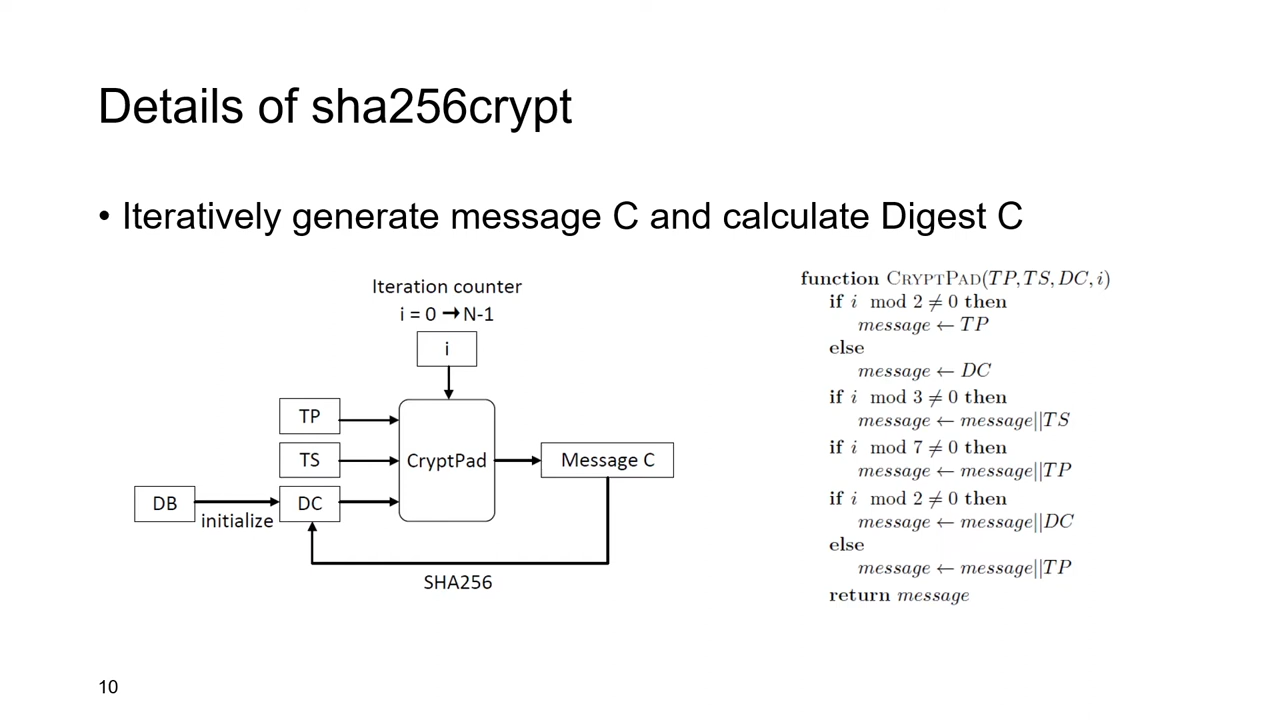 Details of sha256crypt
• Iteratively generate message C and calculate Digest C
Iteration counter
i = 0 → N-1
i
TP
TS
DB
initialize
DC
CryptPad
Message C
SHA256
function CRYPTPAD(TP, TS, DC, i)
if i mod 2 ≠ 0 then
message ← TP
else
message ← DC
if i mod 3 ≠ 0 then
message ← message||TS
if i mod 7 ≠ 0 then
message ← message||TP
if i mod 2 ≠ 0 then
message ← message||DC
else
message ← message||TP
return message
10